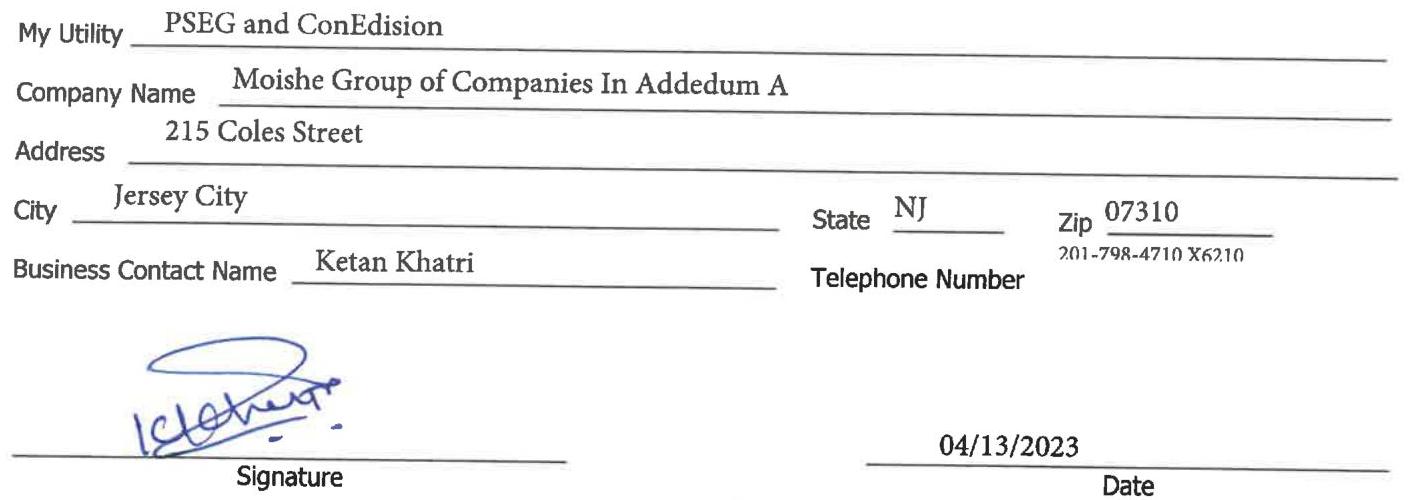 My Utility PSEG and ConEdision
Company Name Moishe Group of Companies In Addedum A
Address 215 Coles Street
City Jersey City State NJ Zip 07310
Business Contact Name Ketan Khatri Telephone Number 201-798-4710 X6210
04/13/2023
Signature Date